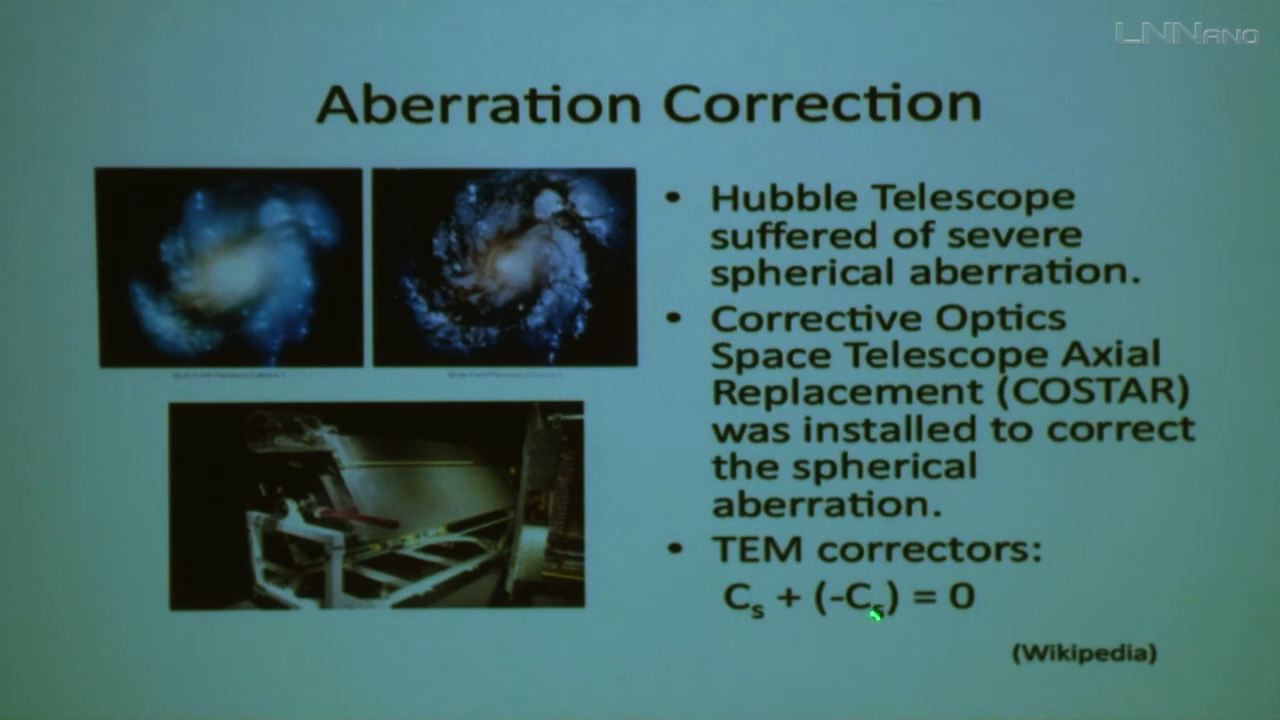 LNNano
Aberration Correction
• Hubble Telescope
suffered of severe
spherical aberration.
• Corrective Optics
Space Telescope Axial
Replacement (COSTAR)
was installed to correct
the spherical
aberration.
• TEM correctors:
Cs + (-Cs) = 0
(Wikipedia)